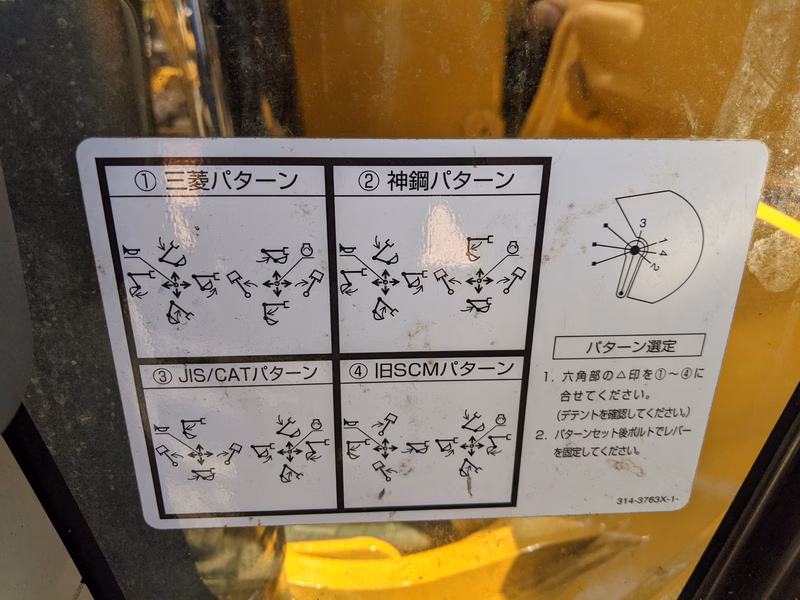 ① 三菱パターン
② 神鋼パターン
③ JIS/CATパターン
④ 旧SCMパターン
3
1
4
2
パターン選定
1. 六角部の△印を①～④に
合せてください。
(デテントを確認してください。)
2. パターンセット後ボルトでレバー
を固定してください。
314-3763X-1-